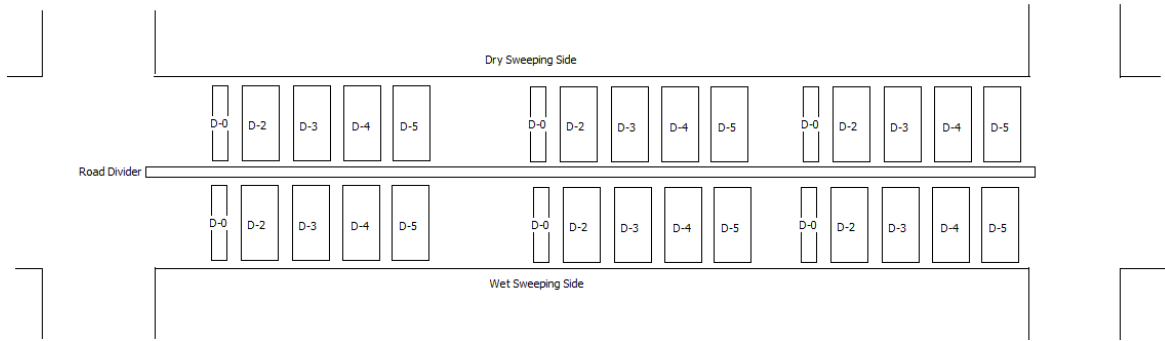 Dry Sweeping Side
D-0 D-2 D-3 D-4 D-5 D-0 D-2 D-3 D-4 D-5 D-0 D-2 D-3 D-4 D-5
Road Divider
D-0 D-2 D-3 D-4 D-5 D-0 D-2 D-3 D-4 D-5 D-0 D-2 D-3 D-4 D-5
Wet Sweeping Side